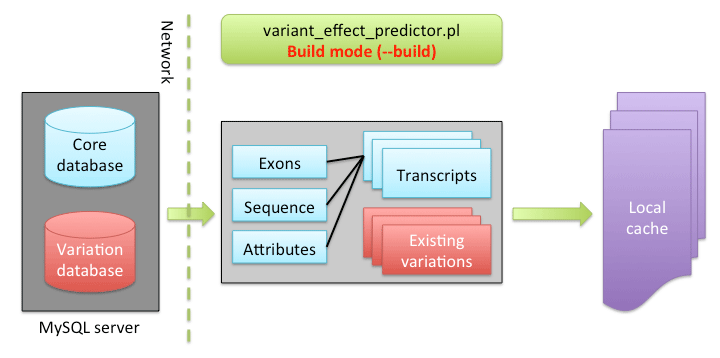 Network
variant_effect_predictor.pl
Build mode (--build)
Core
database
Variation
database
MySQL server
Exons
Sequence
Attributes
Transcripts
Existing
variations
Local
cache